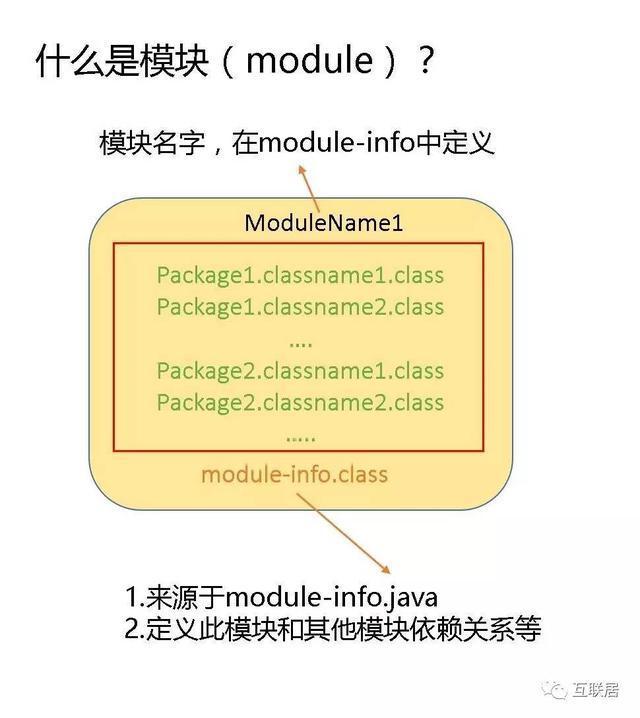 什么是模块（module）？
模块名字，在module-info中定义
ModuleName1
Package1.classname1.class
Package1.classname2.class
....
Package2.classname1.class
Package2.classname2.class
.....
module-info.class
1.来源于module-info.java
2.定义此模块和其他模块依赖关系等
互联居